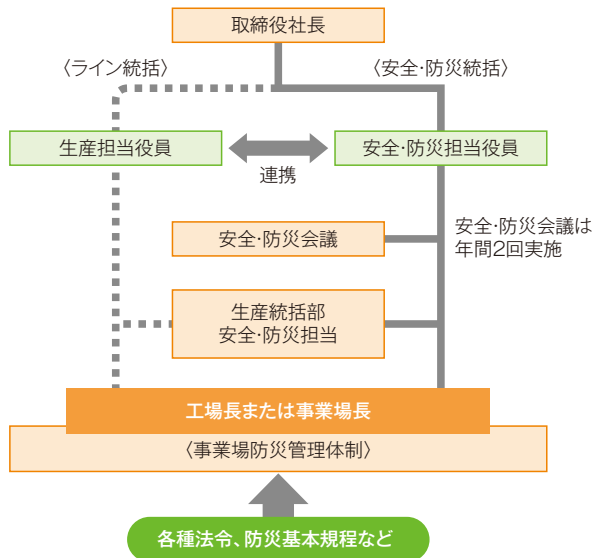 取締役社長
〈ライン統括〉
〈安全・防災統括〉
生産担当役員
連携
安全・防災担当役員
安全・防災会議
安全・防災会議は
年間2回実施
生産統括部
安全・防災担当
工場長または事業場長
〈事業場防災管理体制〉
各種法令、防災基本規程など